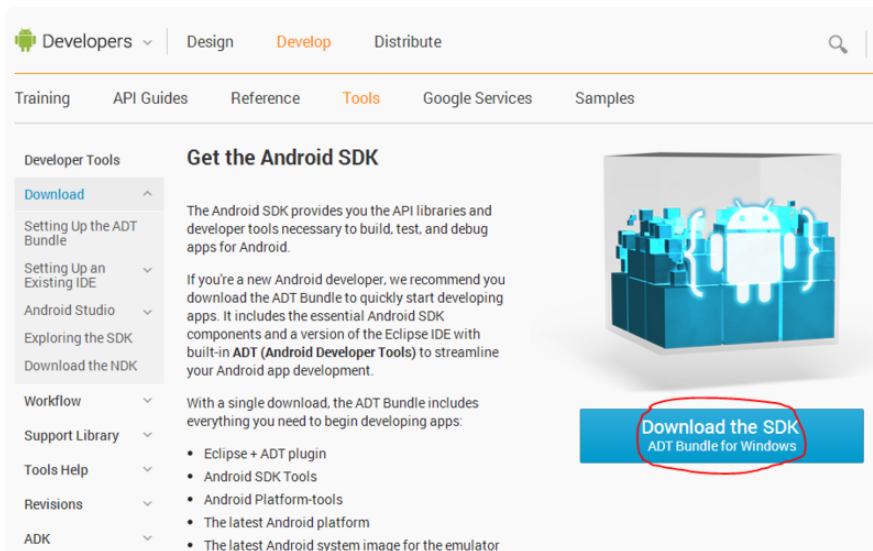 Developers Design Develop Distribute
Training API Guides Reference Tools Google Services Samples
Developer Tools
Download
Setting Up the ADT
Bundle
Setting Up an
Existing IDE
Android Studio
Exploring the SDK
Download the NDK
Workflow
Support Library
Tools Help
Revisions
ADK
Get the Android SDK
The Android SDK provides you the API libraries and
developer tools necessary to build, test, and debug
apps for Android.
If you're a new Android developer, we recommend you
download the ADT Bundle to quickly start developing
apps. It includes the essential Android SDK
components and a version of the Eclipse IDE with
built-in ADT (Android Developer Tools) to streamline
your Android app development.
With a single download, the ADT Bundle includes
everything you need to begin developing apps:
• Eclipse + ADT plugin
• Android SDK Tools
• Android Platform-tools
• The latest Android platform
• The latest Android system image for the emulator
{ }
Download the SDK
ADT Bundle for Windows